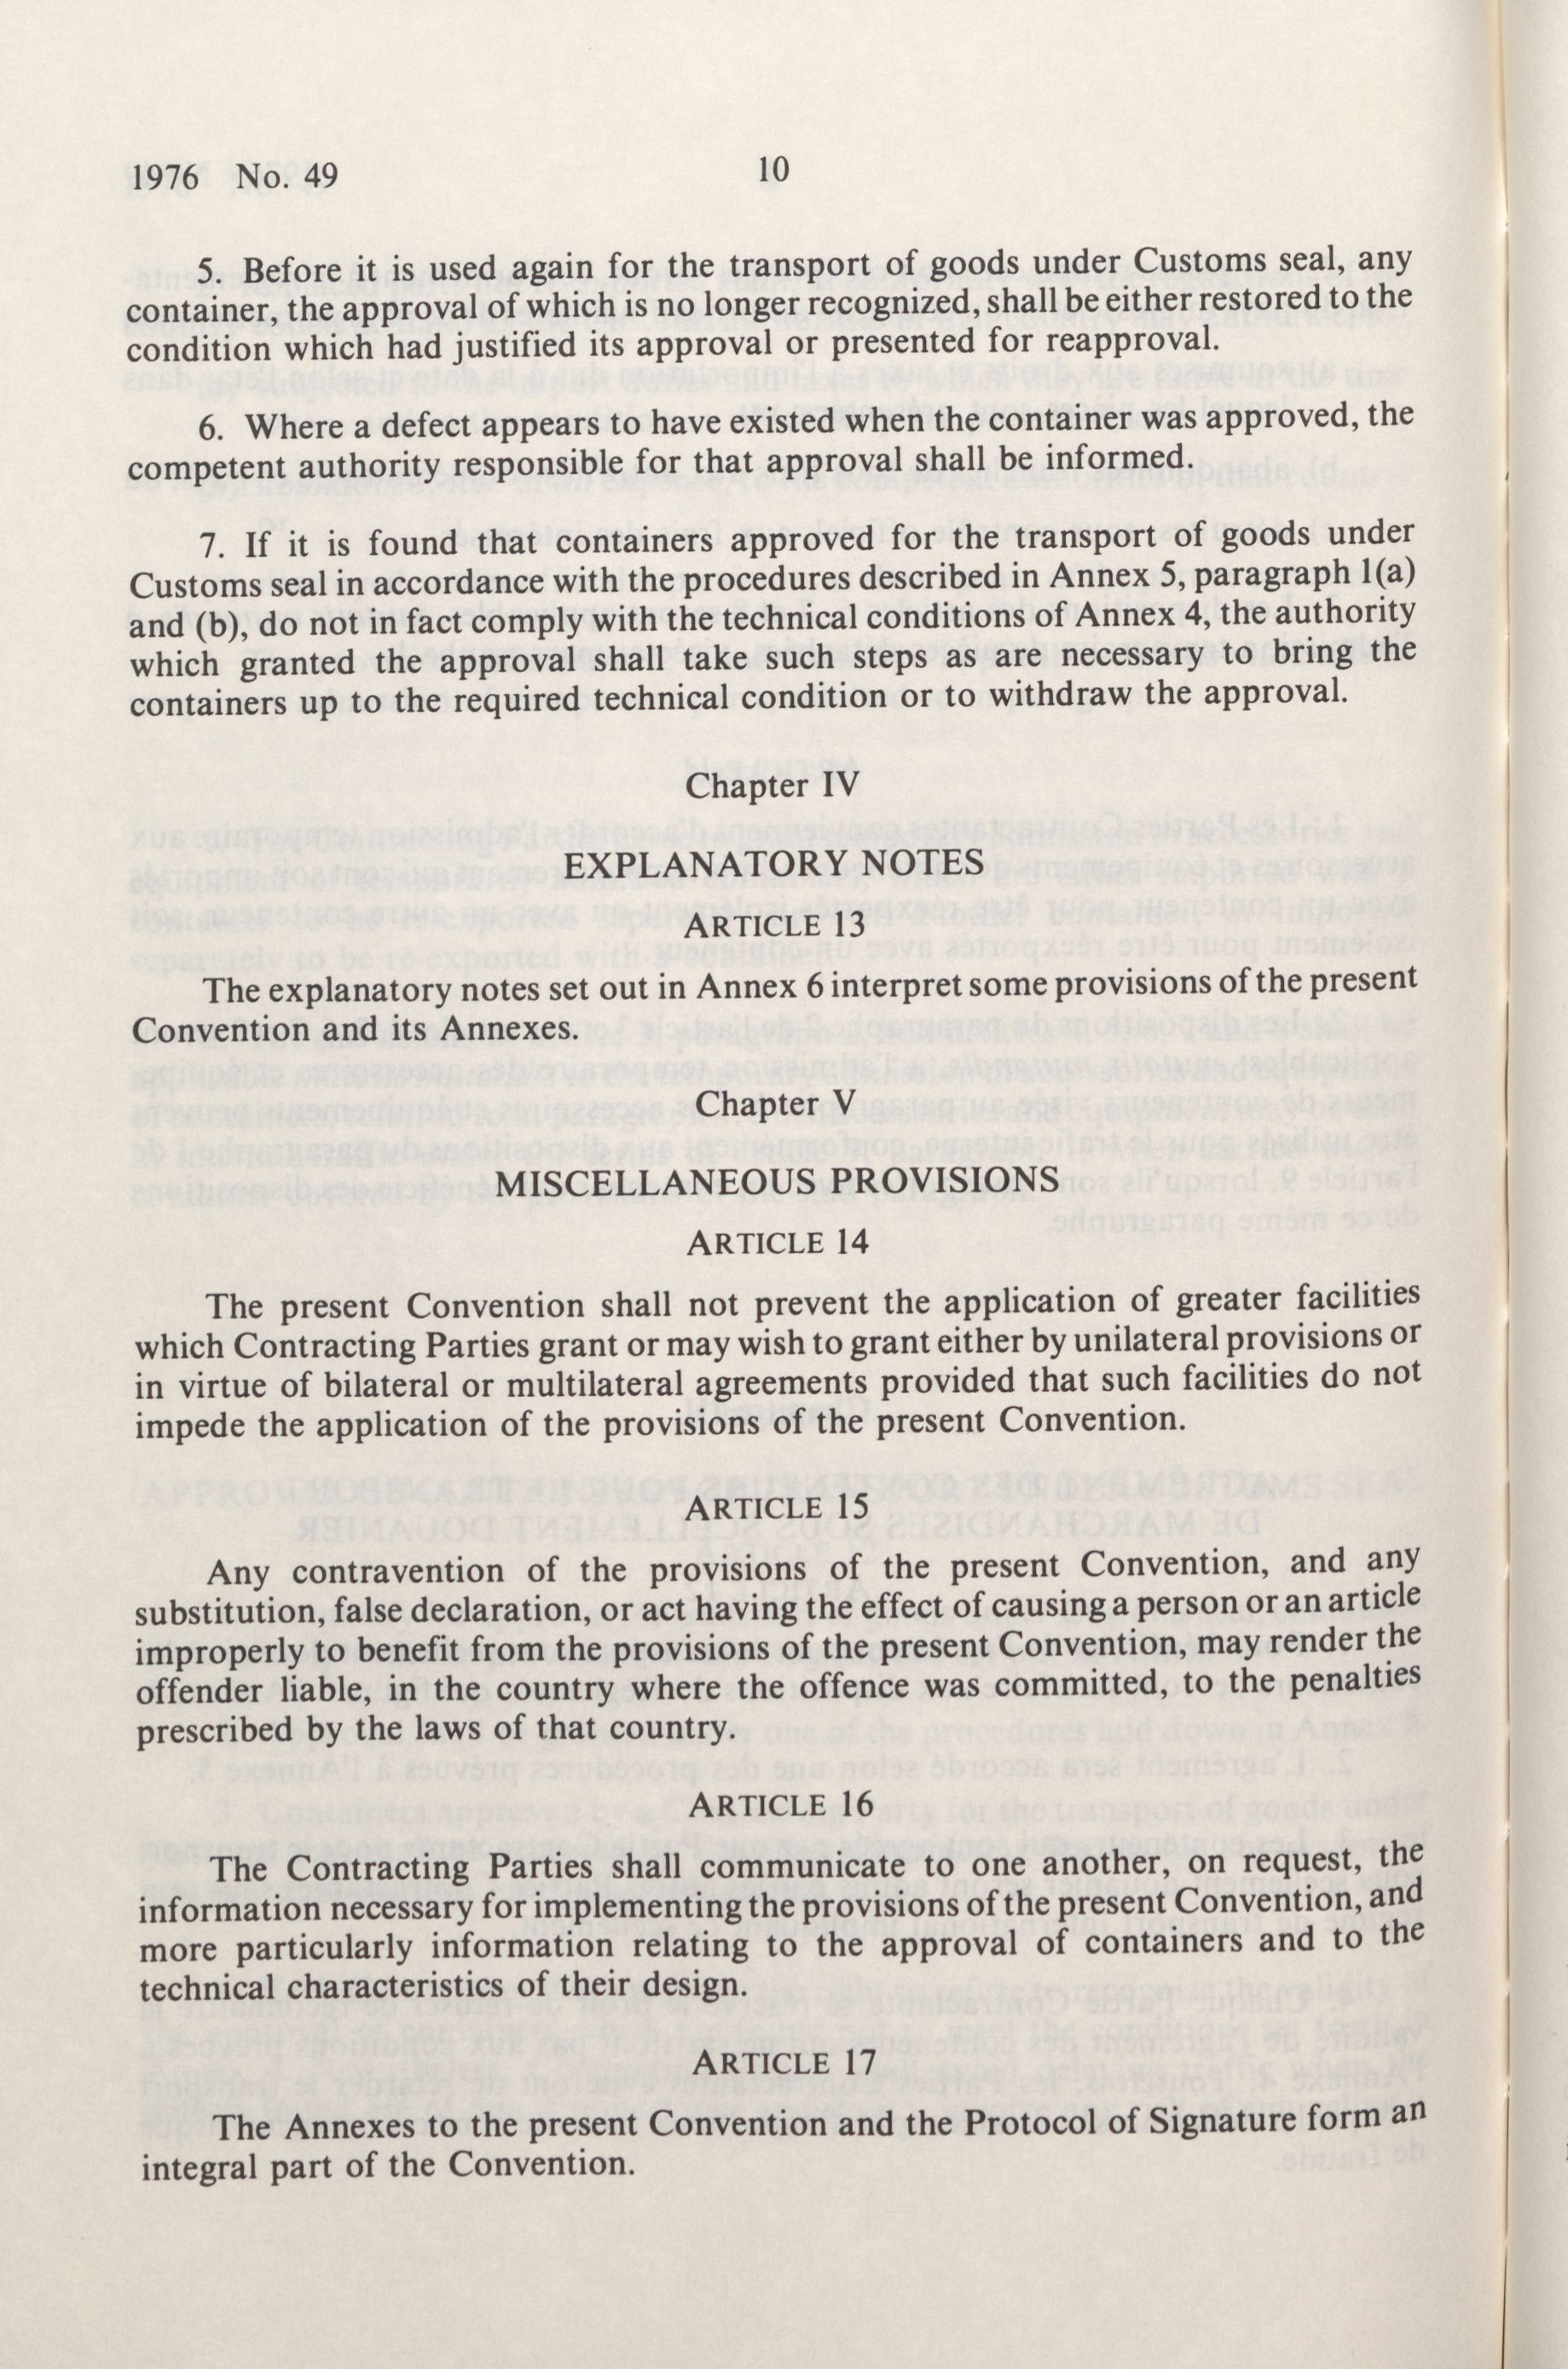 1976 No. 49
10
5. Before it is used again for the transport of goods under Customs seal, any
container, the approval of which is no longer recognized, shall be either restored to the
condition which had justified its approval or presented for reapproval.
6. Where a defect appears to have existed when the container was approved, the
competent authority responsible for that approval shall be informed.
7. If it is found that containers approved for the transport of goods under
Customs seal in accordance with the procedures described in Annex 5, paragraph 1(a)
and (b), do not in fact comply with the technical conditions of Annex 4, the authority
which granted the approval shall take such steps as are necessary to bring the
containers up to the required technical condition or to withdraw the approval.
Chapter IV
EXPLANATORY NOTES
ARTICLE 13
The explanatory notes set out in Annex 6 interpret some provisions of the present
Convention and its Annexes.
Chapter V
MISCELLANEOUS PROVISIONS
ARTICLE 14
The present Convention shall not prevent the application of greater facilities
which Contracting Parties grant or may wish to grant either by unilateral provisions or
in virtue of bilateral or multilateral agreements provided that such facilities do not
impede the application of the provisions of the present Convention.
ARTICLE 15
Any contravention of the provisions of the present Convention, and any
substitution, false declaration, or act having the effect of causing a person or an article
improperly to benefit from the provisions of the present Convention, may render the
offender liable, in the country where the offence was committed, to the penalties
prescribed by the laws of that country.
ARTICLE 16
The Contracting Parties shall communicate to one another, on request, the
information necessary for implementing the provisions of the present Convention, and
more particularly information relating to the approval of containers and to the
technical characteristics of their design.
ARTICLE 17
The Annexes to the present Convention and the Protocol of Signature form an
integral part of the Convention.